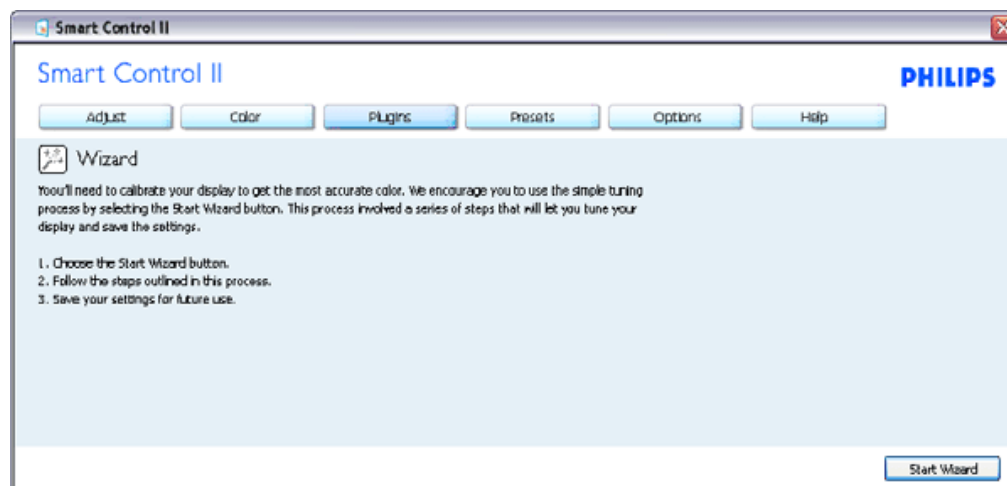 Smart Control II
Smart Control II
PHILIPS
Adjust Color Plugins Presets Options Help
Wizard
Yoou'll need to calibrate your display to get the most accurate color. We encourage you to use the simple tuning
process by selecting the Start Wizard button. This process involved a series of steps that will let you tune your
display and save the settings.
1. Choose the Start Wizard button.
2. Follow the steps outlined in this process.
3. Save your settings for future use.
Start Wizard